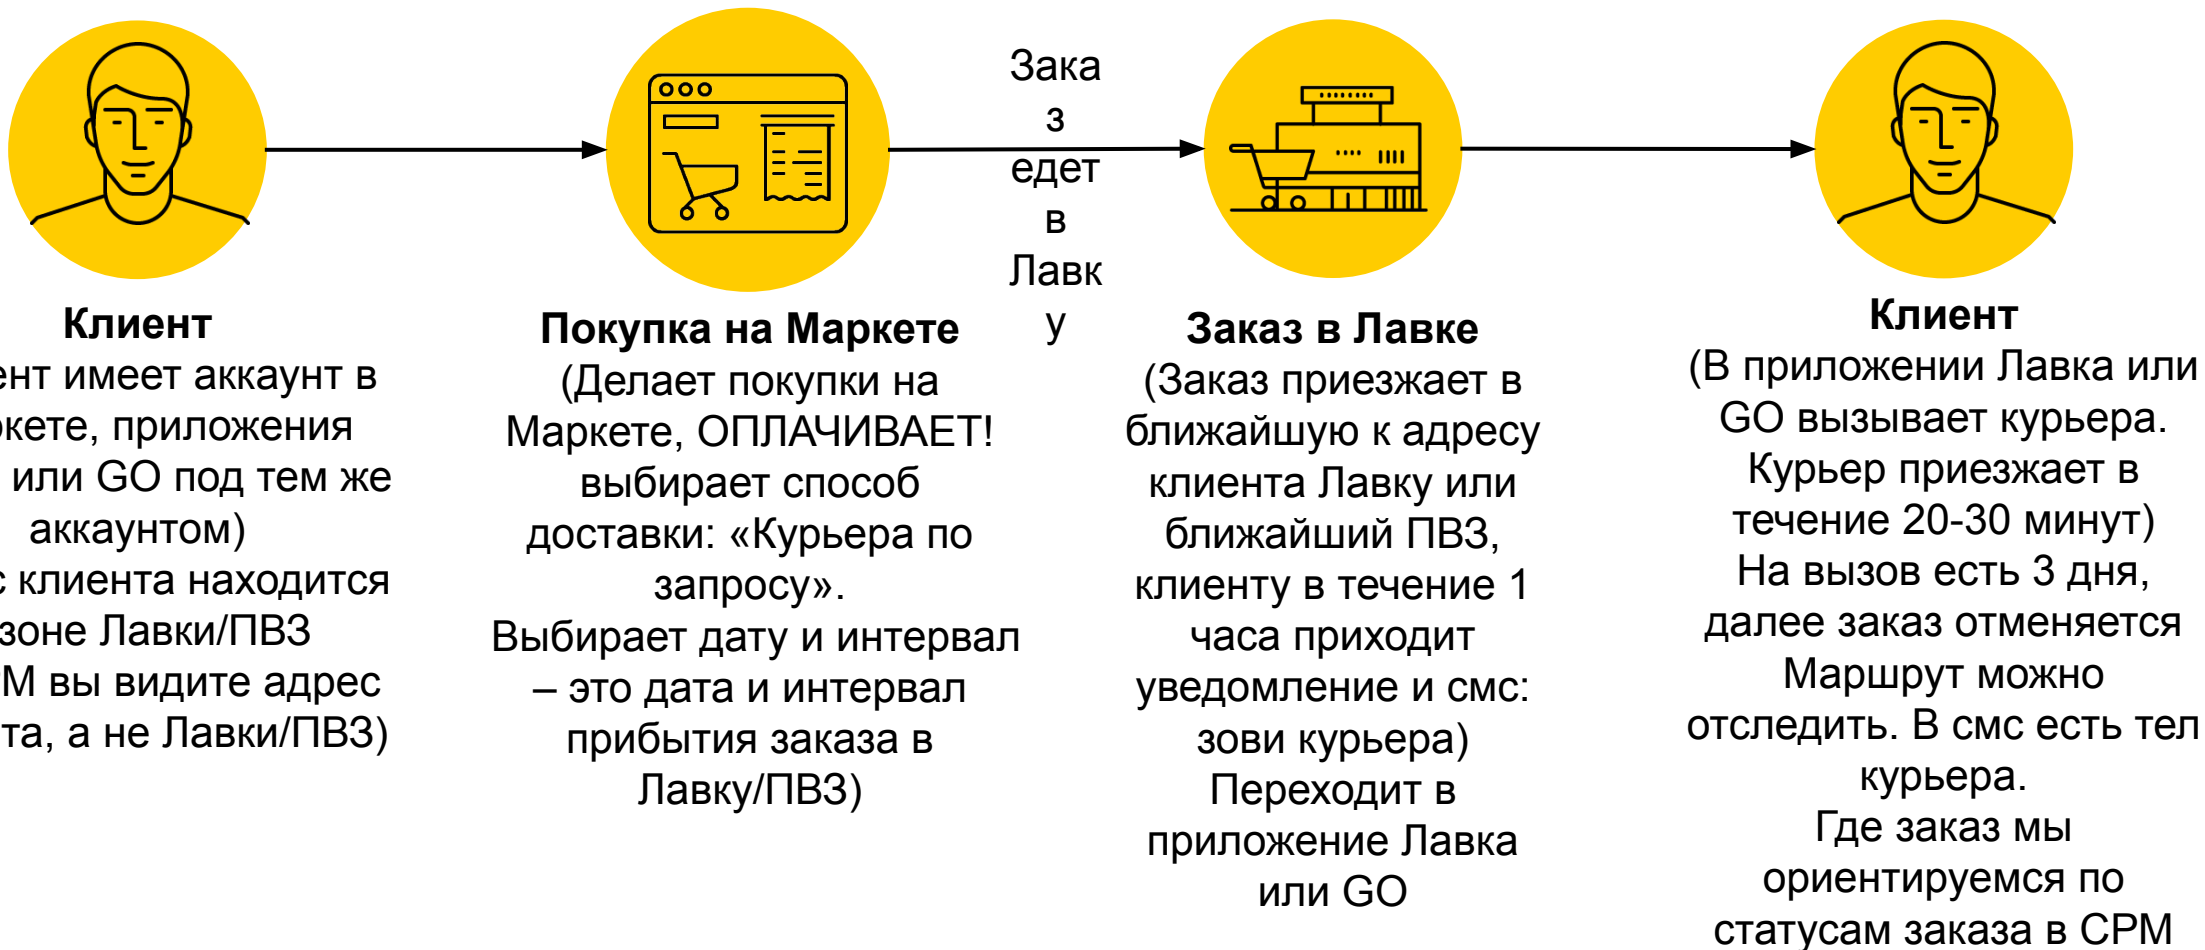 Клиент
ент имеет аккаунт в
кете, приложения
или GO под тем же
аккаунтом)
с клиента находится
зоне Лавки/ПВЗ
М вы видите адрес
та, а не Лавки/ПВЗ)
Покупка на Маркете
(Делает покупки на
Маркете, ОПЛАЧИВАЕТ!
выбирает способ
доставки: «Курьера по
запросу».
Выбирает дату и интервал
– это дата и интервал
прибытия заказа в
Лавку/ПВЗ)
Зака
з
едет
в
Лавк
у
Заказ в Лавке
(Заказ приезжает в
ближайшую к адресу
клиента Лавку или
ближайший ПВЗ,
клиенту в течение 1
часа приходит
уведомление и смс:
зови курьера)
Переходит в
приложение Лавка
или GO
Клиент
(В приложении Лавка или
GO вызывает курьера.
Курьер приезжает в
течение 20-30 минут)
На вызов есть 3 дня,
далее заказ отменяется
Маршрут можно
отследить. В смс есть тел
курьера.
Где заказ мы
ориентируемся по
статусам заказа в СРМ